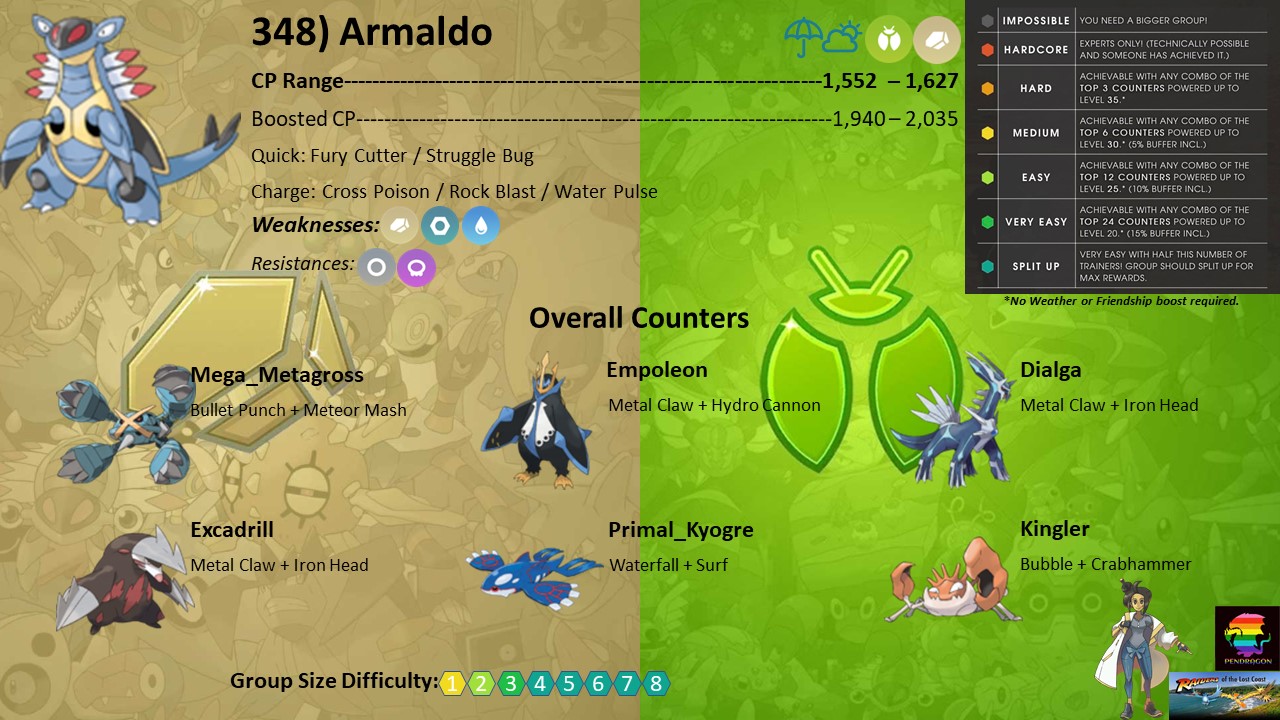 348) Armaldo
CP Range---1,552 – 1,627
Boosted CP---1,940 – 2,035
Quick: Fury Cutter / Struggle Bug
Charge: Cross Poison / Rock Blast / Water Pulse
Weaknesses:
Resistances:
IMPOSSIBLE YOU NEED A BIGGER GROUP!
HARDCORE EXPERTS ONLY! (TECHNICALLY POSSIBLE
AND SOMEONE HAS ACHIEVED IT.)
HARD ACHIEVABLE WITH ANY COMBO OF THE
TOP 3 COUNTERS POWERED UP TO
LEVEL 35.*
MEDIUM ACHIEVABLE WITH ANY COMBO OF THE
TOP 6 COUNTERS POWERED UP TO
LEVEL 30.* (5% BUFFER INCL.)
EASY ACHIEVABLE WITH ANY COMBO OF THE
TOP 12 COUNTERS POWERED UP TO
LEVEL 25.* (10% BUFFER INCL.)
VERY EASY ACHIEVABLE WITH ANY COMBO OF THE
TOP 24 COUNTERS POWERED UP TO
LEVEL 20.* (15% BUFFER INCL.)
SPLIT UP VERY EASY WITH HALF THIS NUMBER OF
TRAINERS! GROUP SHOULD SPLIT UP FOR
MAX REWARDS.
*No Weather or Friendship boost required.
Overall Counters
Mega_Metagross
Bullet Punch + Meteor Mash
Empoleon
Metal Claw + Hydro Cannon
Dialga
Metal Claw + Iron Head
Excadrill
Metal Claw + Iron Head
Primal_Kyogre
Waterfall + Surf
Kingler
Bubble + Crabhammer
Group Size Difficulty: 1 2 3 4 5 6 7 8
PENDRAGON
RAIDERS of the Lost Coast